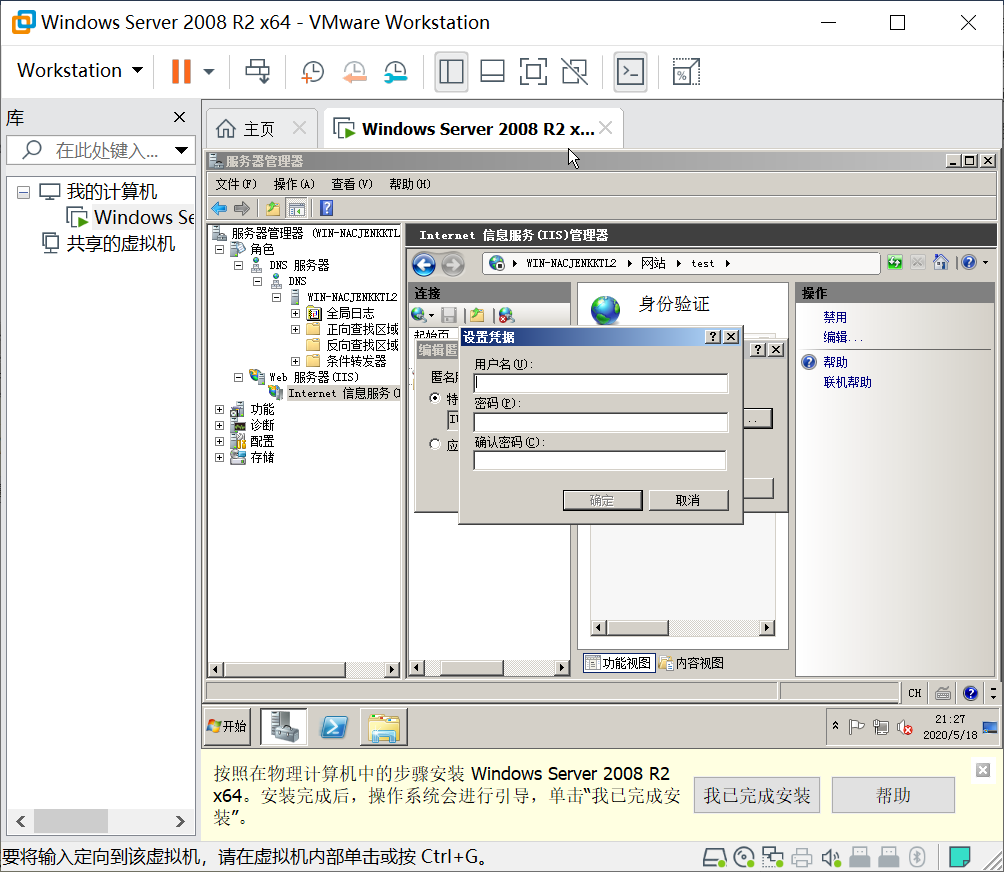 Windows Server 2008 R2 x64 - VMware Workstation
Workstation
库
主页
Windows Server 2008 R2 x...
在此处键入...
我的计算机
Windows Se
共享的虚拟机
服务器管理器
文件(F) 操作(A) 查看(V) 帮助(H)
服务器管理器 (WIN-NACJENKKTL
角色
DNS 服务器
DNS
WIN-NACJENKKTL2
全局日志
正向查找区域
反向查找区域
条件转发器
Web 服务器(IIS)
Internet 信息服务(I
功能
诊断
配置
存储
Internet 信息服务(IIS)管理器
WIN-NACJENKKTL2 网站 test
连接
起始页
身份验证
操作
禁用
编辑...
帮助
联机帮助
编辑匿
匿名
特
应
设置凭据
用户名(U):
密码(P):
确认密码(C):
确定
取消
功能视图
内容视图
CH
开始
21:27
2020/5/18
按照在物理计算机中的步骤安装 Windows Server 2008 R2
x64。安装完成后，操作系统会进行引导，单击“我已完成安
装”。
我已完成安装
帮助
要将输入定向到该虚拟机，请在虚拟机内部单击或按 Ctrl+G。